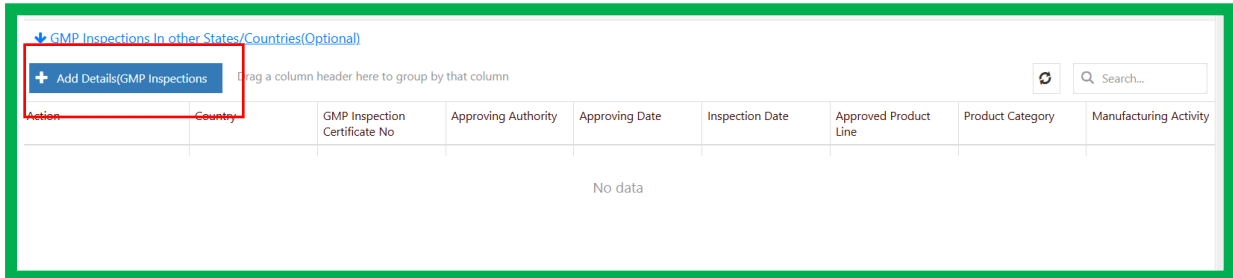 GMP Inspections In other States/Countries(Optional)
Add Details(GMP Inspections
Drag a column header here to group by that column
Search...
Action
Country
GMP Inspection
Certificate No
Approving Authority
Approving Date
Inspection Date
Approved Product
Line
Product Category
Manufacturing Activity
No data